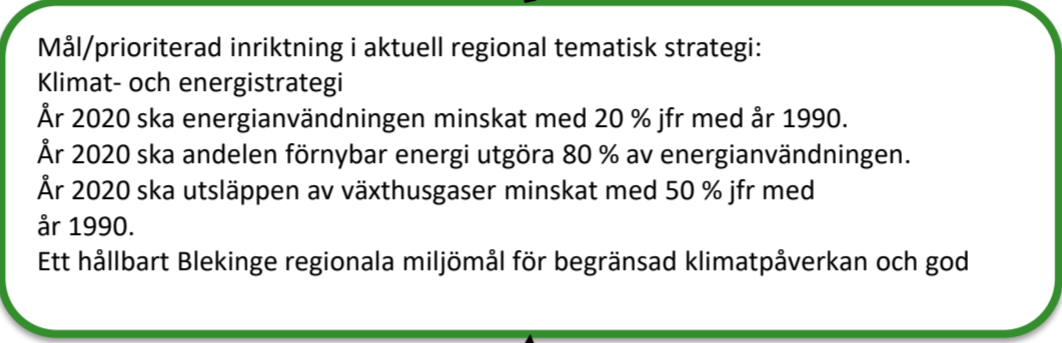 Mål/prioriterad inriktning i aktuell regional tematisk strategi:
Klimat- och energistrategi
År 2020 ska energianvändningen minskat med 20 % jfr med år 1990.
År 2020 ska andelen förnybar energi utgöra 80 % av energianvändningen.
År 2020 ska utsläppen av växthusgaser minskat med 50 % jfr med
år 1990.
Ett hållbart Blekinge regionala miljömål för begränsad klimatpåverkan och god